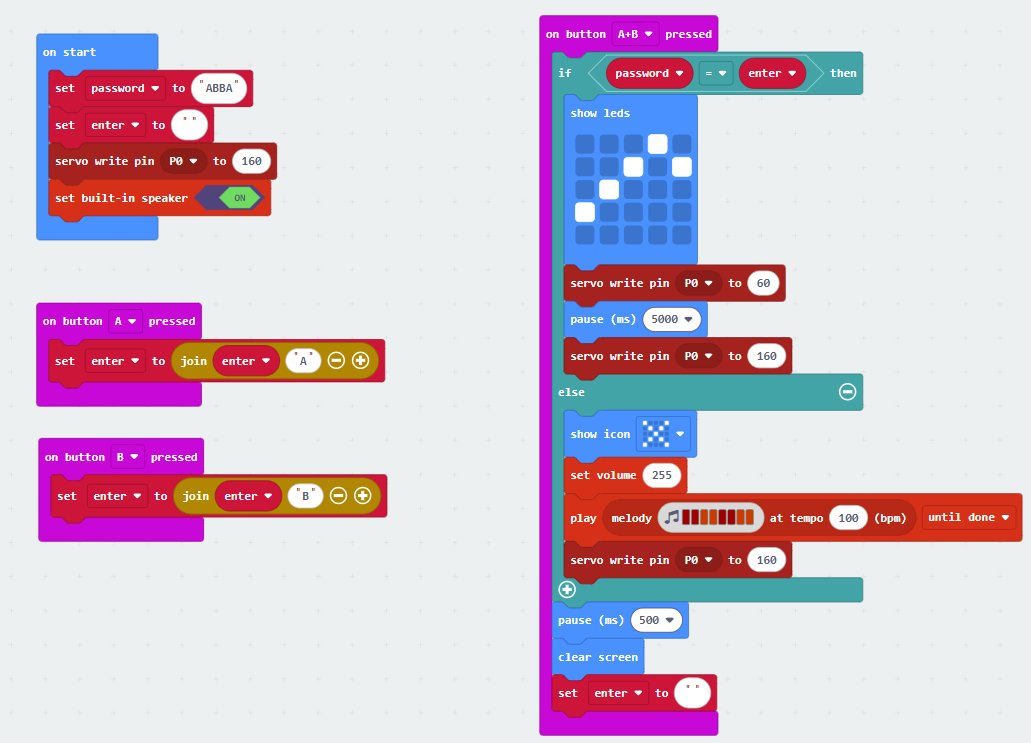 on start
set password to "ABBA"
set enter to " "
servo write pin P0 to 160
set built-in speaker ON
on button A pressed
set enter to join enter "A"
on button B pressed
set enter to join enter "B"
on button A+B pressed
if password = enter then
show leds
servo write pin P0 to 60
pause (ms) 5000
servo write pin P0 to 160
else
show icon
set volume 255
play melody at tempo 100 (bpm) until done
servo write pin P0 to 160
pause (ms) 500
clear screen
set enter to " "